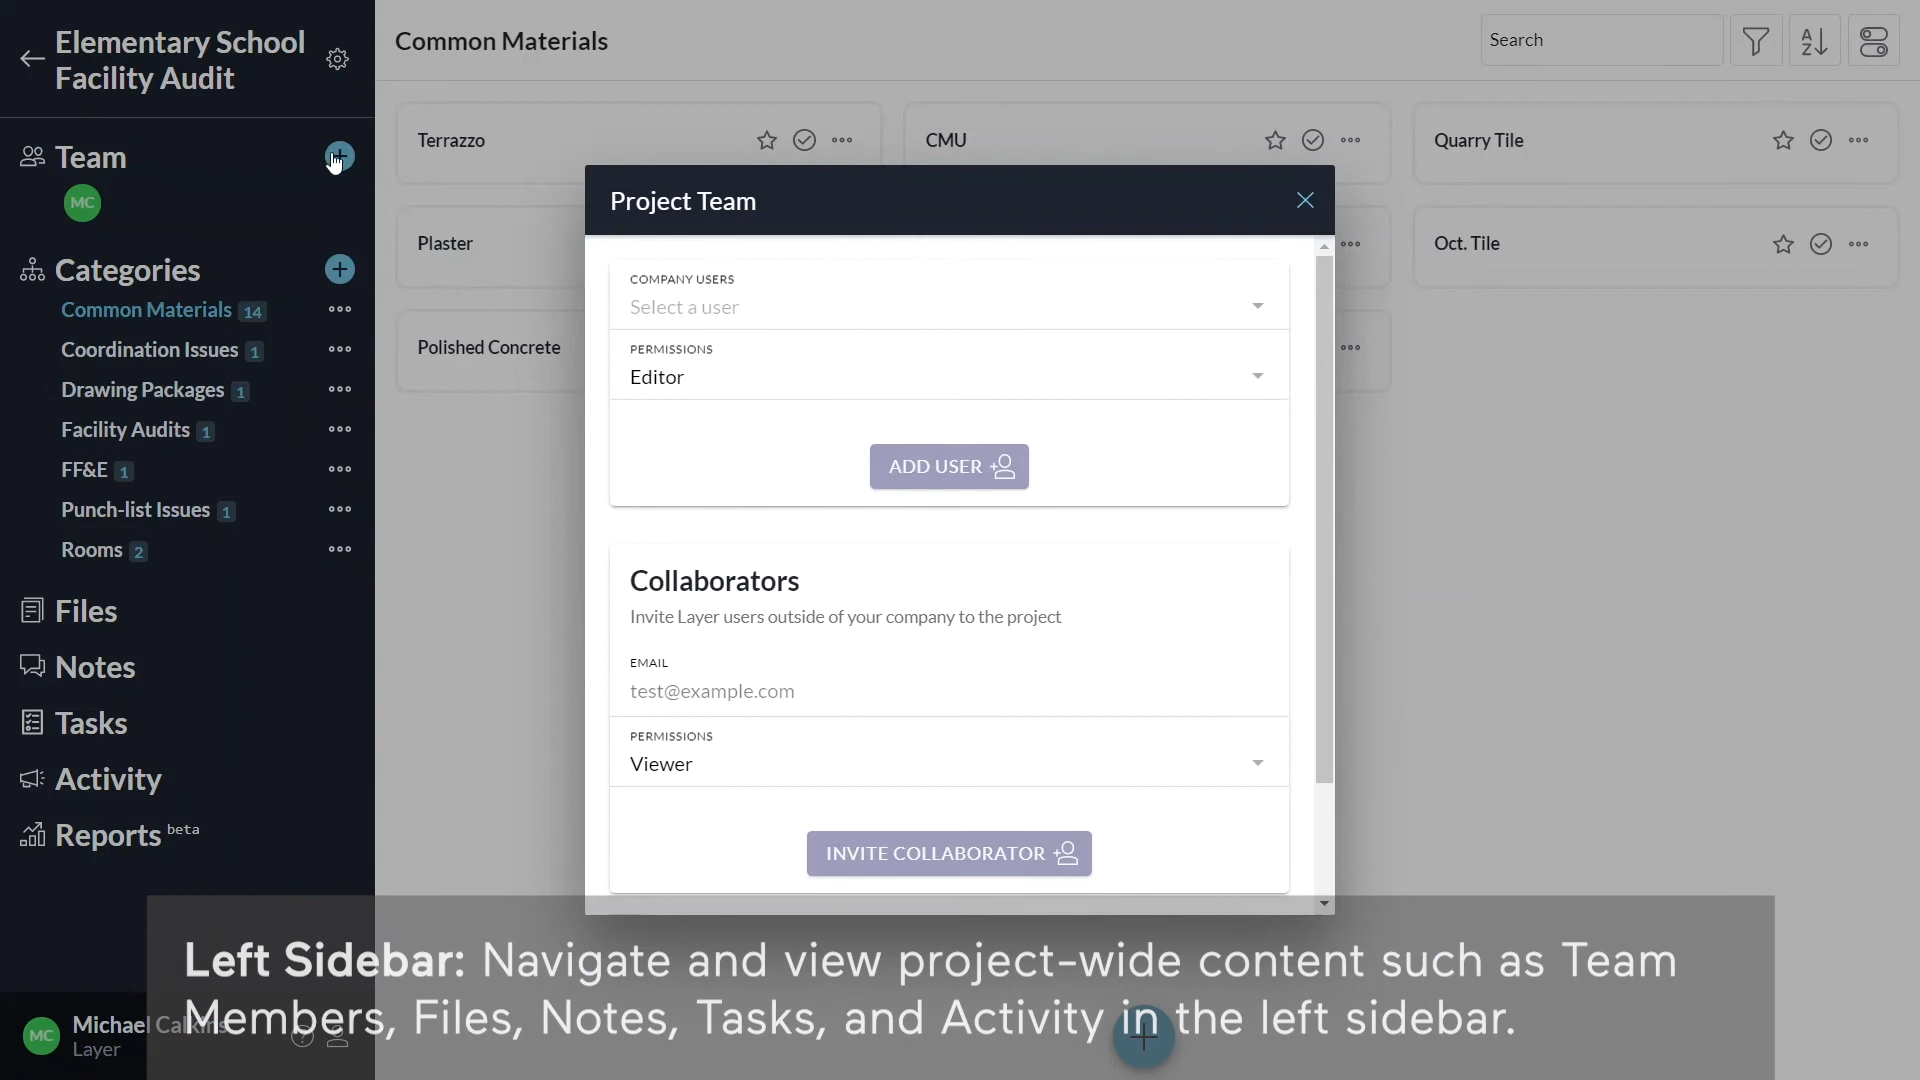 Elementary School
Facility Audit
Team
MC
Categories
Common Materials 14
Coordination Issues 1
Drawing Packages 1
Facility Audits 1
FF&E 1
Punch-list Issues 1
Rooms 2
Files
Notes
Tasks
Activity
Reports beta
MC
Michael Calkins
Layer
Common Materials
Search
A
Z
Terrazzo
CMU
Quarry Tile
Plaster
Oct. Tile
Polished Concrete
Project Team
COMPANY USERS
Select a user
PERMISSIONS
Editor
ADD USER
Collaborators
Invite Layer users outside of your company to the project
EMAIL
test@example.com
PERMISSIONS
Viewer
INVITE COLLABORATOR
Left Sidebar: Navigate and view project-wide content such as Team
Members, Files, Notes, Tasks, and Activity in the left sidebar.